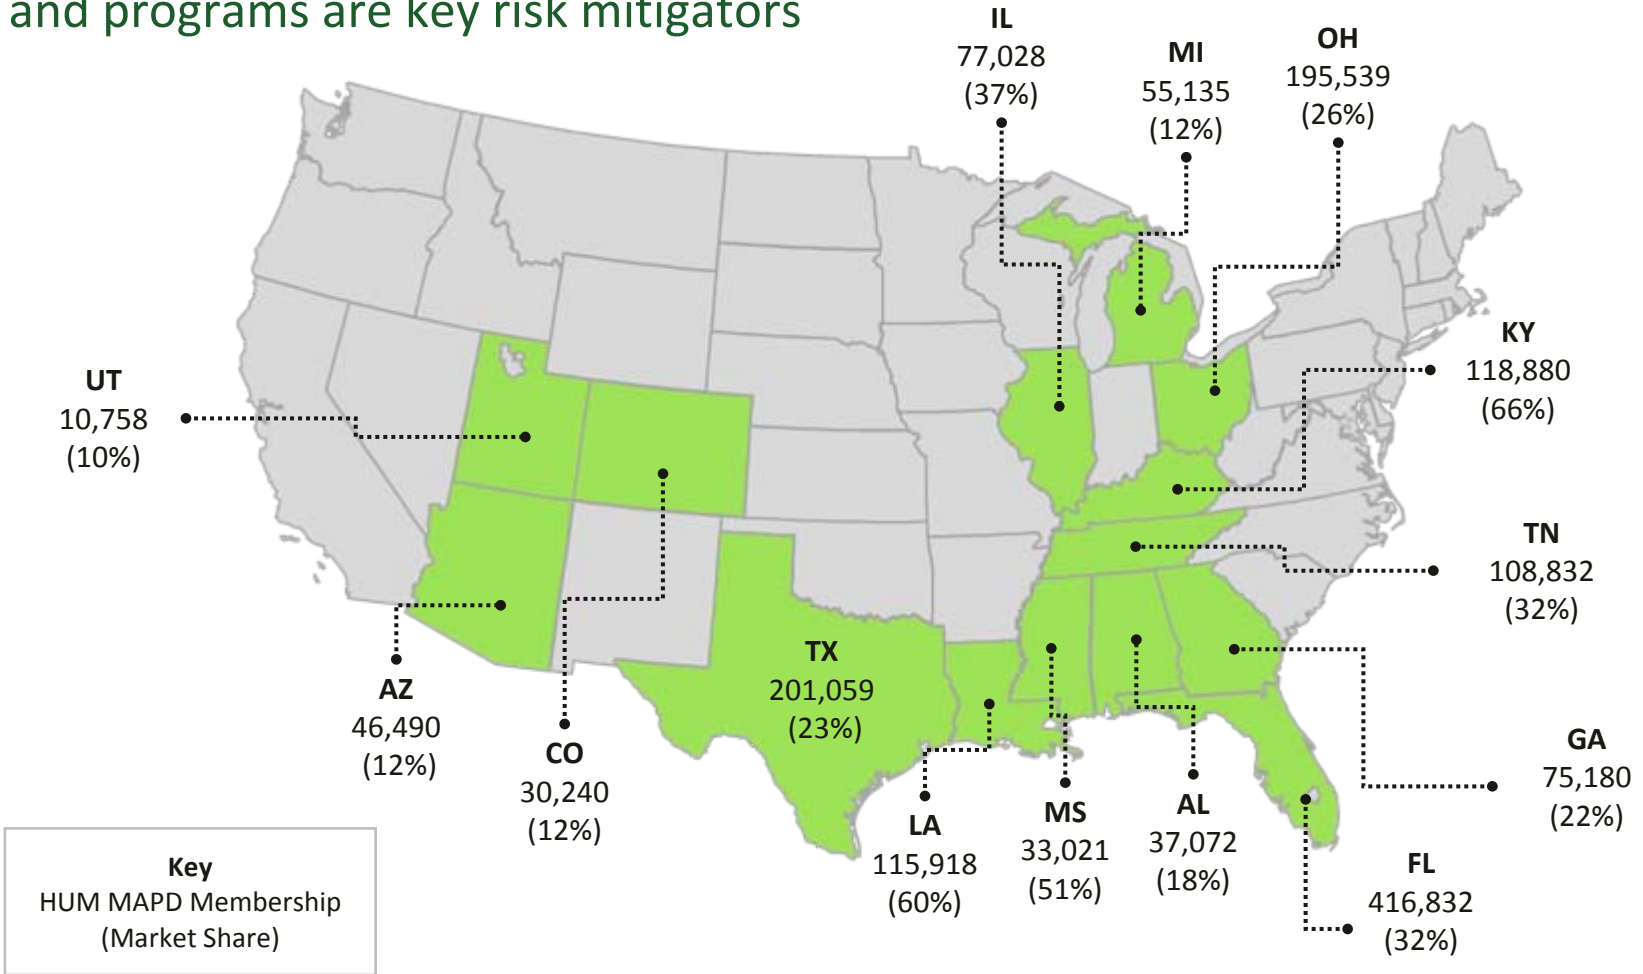 and programs are key risk mitigators
IL
77,028
(37%)
MI
55,135
(12%)
OH
195,539
(26%)
KY
118,880
(66%)
UT
10,758
(10%)
TN
108,832
(32%)
TX
201,059
(23%)
AZ
46,490
(12%)
CO
30,240
(12%)
LA
115,918
(60%)
MS
33,021
(51%)
AL
37,072
(18%)
GA
75,180
(22%)
FL
416,832
(32%)
Key
HUM MAPD Membership
(Market Share)